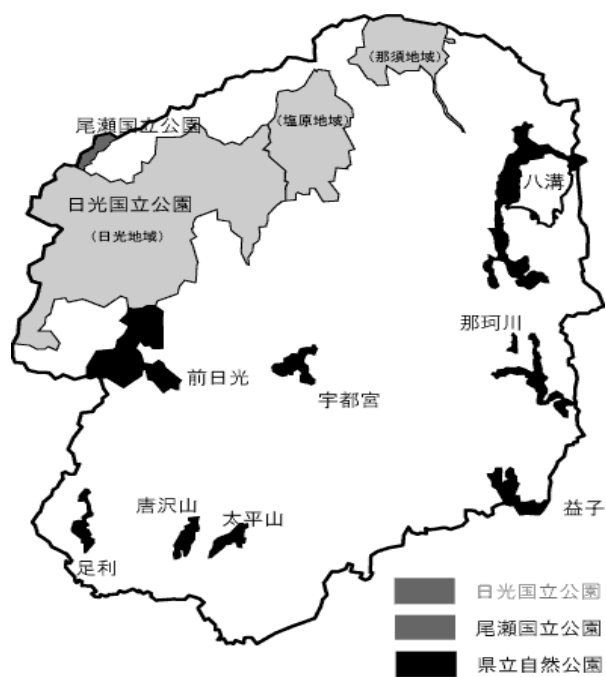 (那須地域)
(塩原地域)
尾瀬国立公園
八溝
日光国立公園
(日光地域)
那珂川
前日光
宇都宮
唐沢山
太平山
益子
足利
日光国立公園
尾瀬国立公園
県立自然公園